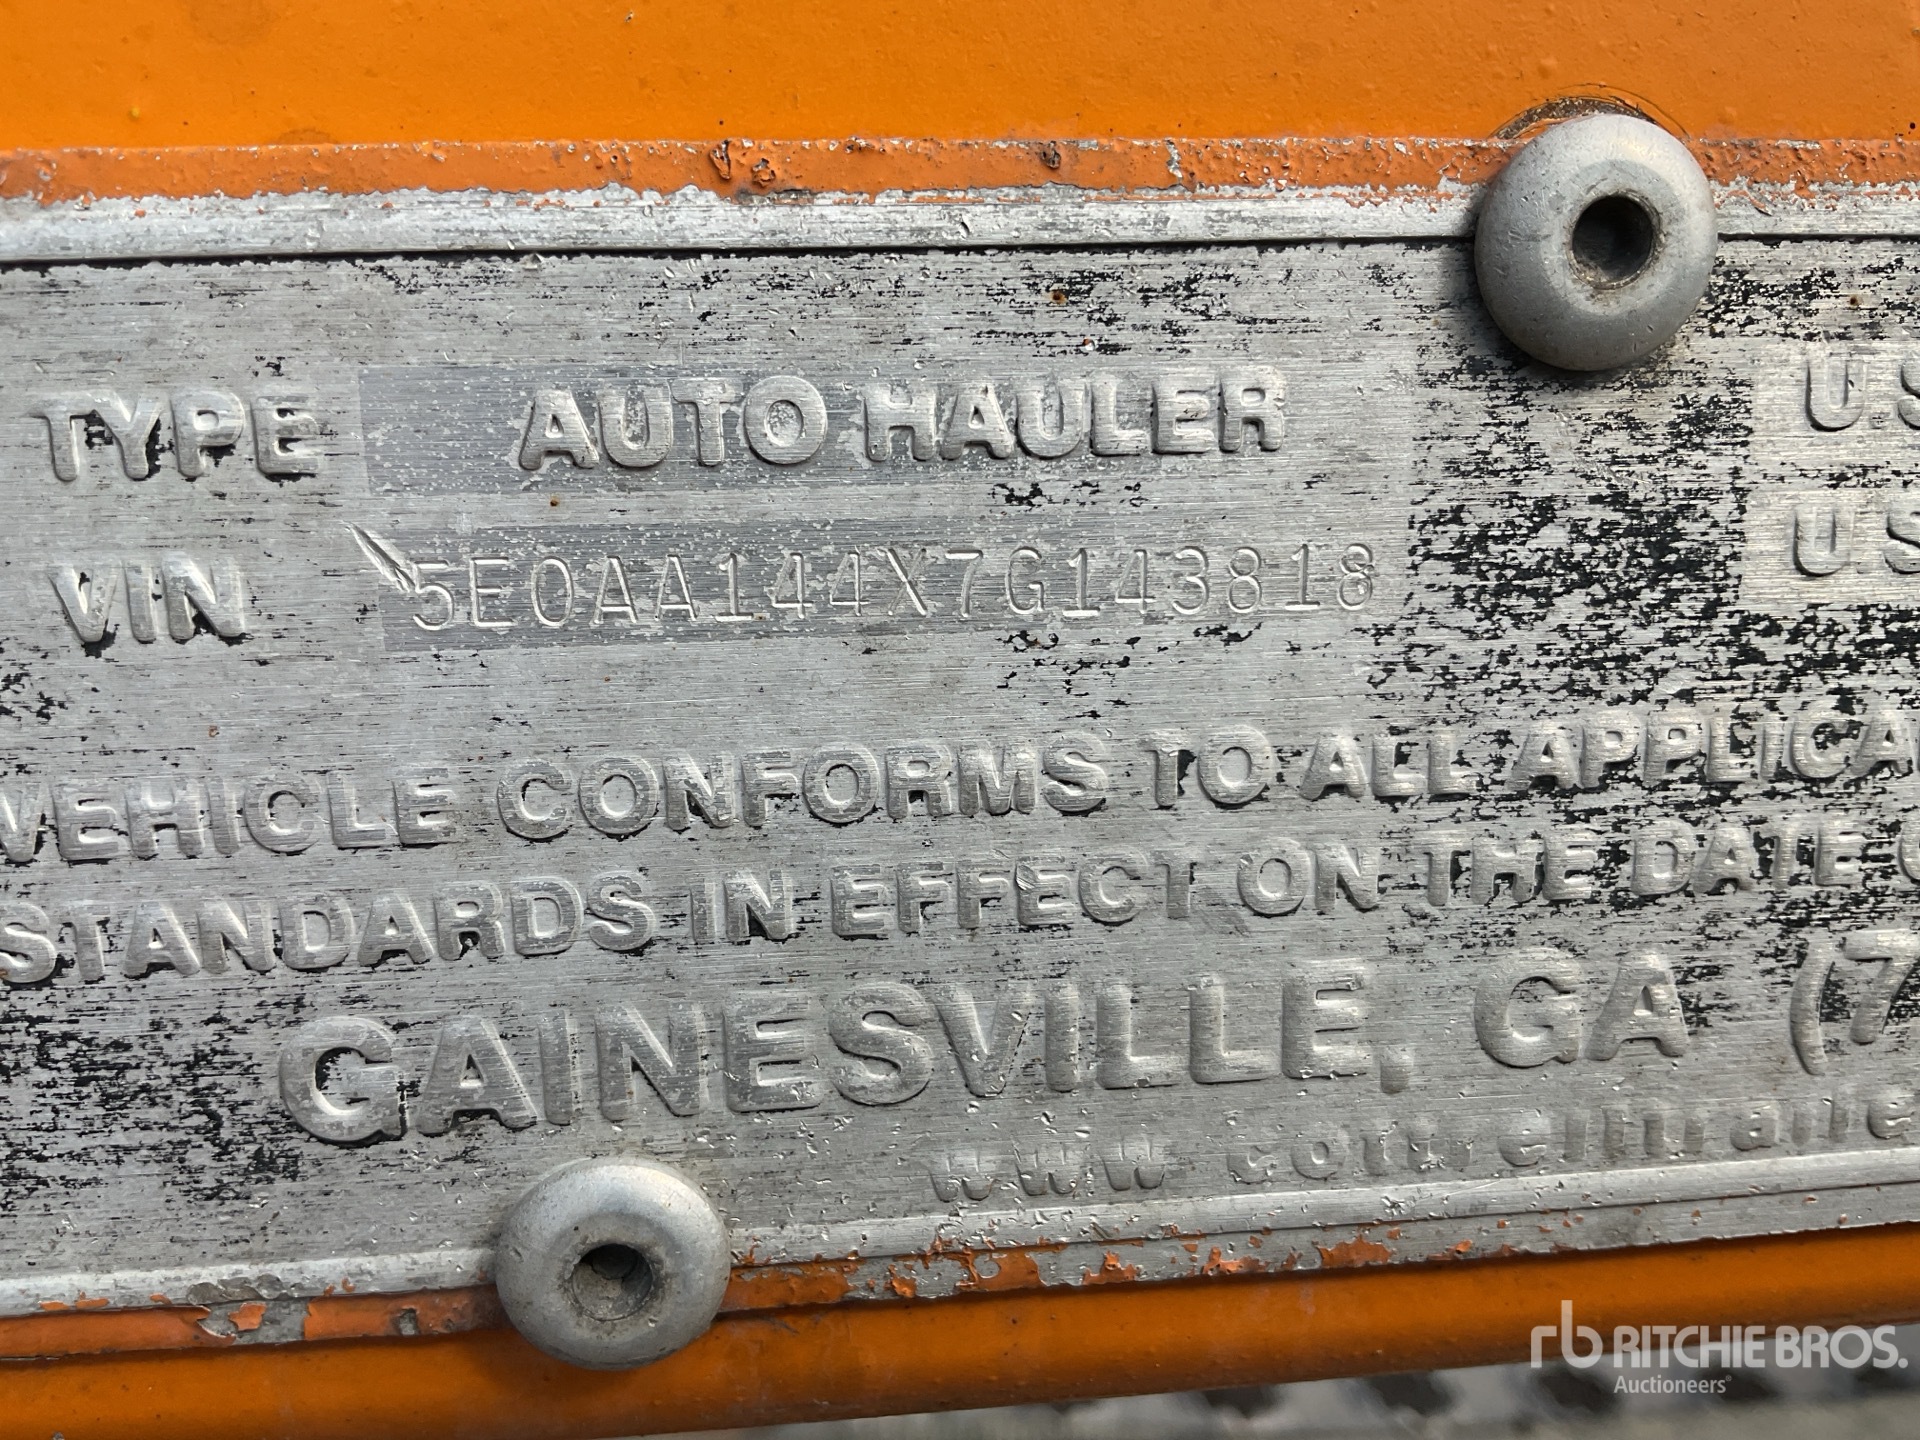 TYPE AUTO HAULER U.S
VIN 5E0AA144X7G143818 U.S
VEHICLE CONFORMS TO ALL APPLICA
STANDARDS IN EFFECT ON THE DATE
GAINESVILLE, GA (7
www
rb RITCHIE BROS.
Auctioneers